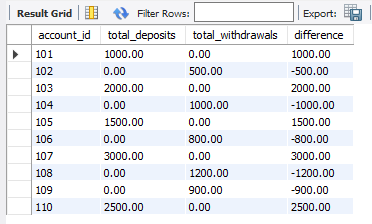 Result Grid Filter Rows: Export:
account_id total_deposits total_withdrawals difference
101 1000.00 0.00 1000.00
102 0.00 500.00 -500.00
103 2000.00 0.00 2000.00
104 0.00 1000.00 -1000.00
105 1500.00 0.00 1500.00
106 0.00 800.00 -800.00
107 3000.00 0.00 3000.00
108 0.00 1200.00 -1200.00
109 0.00 900.00 -900.00
110 2500.00 0.00 2500.00